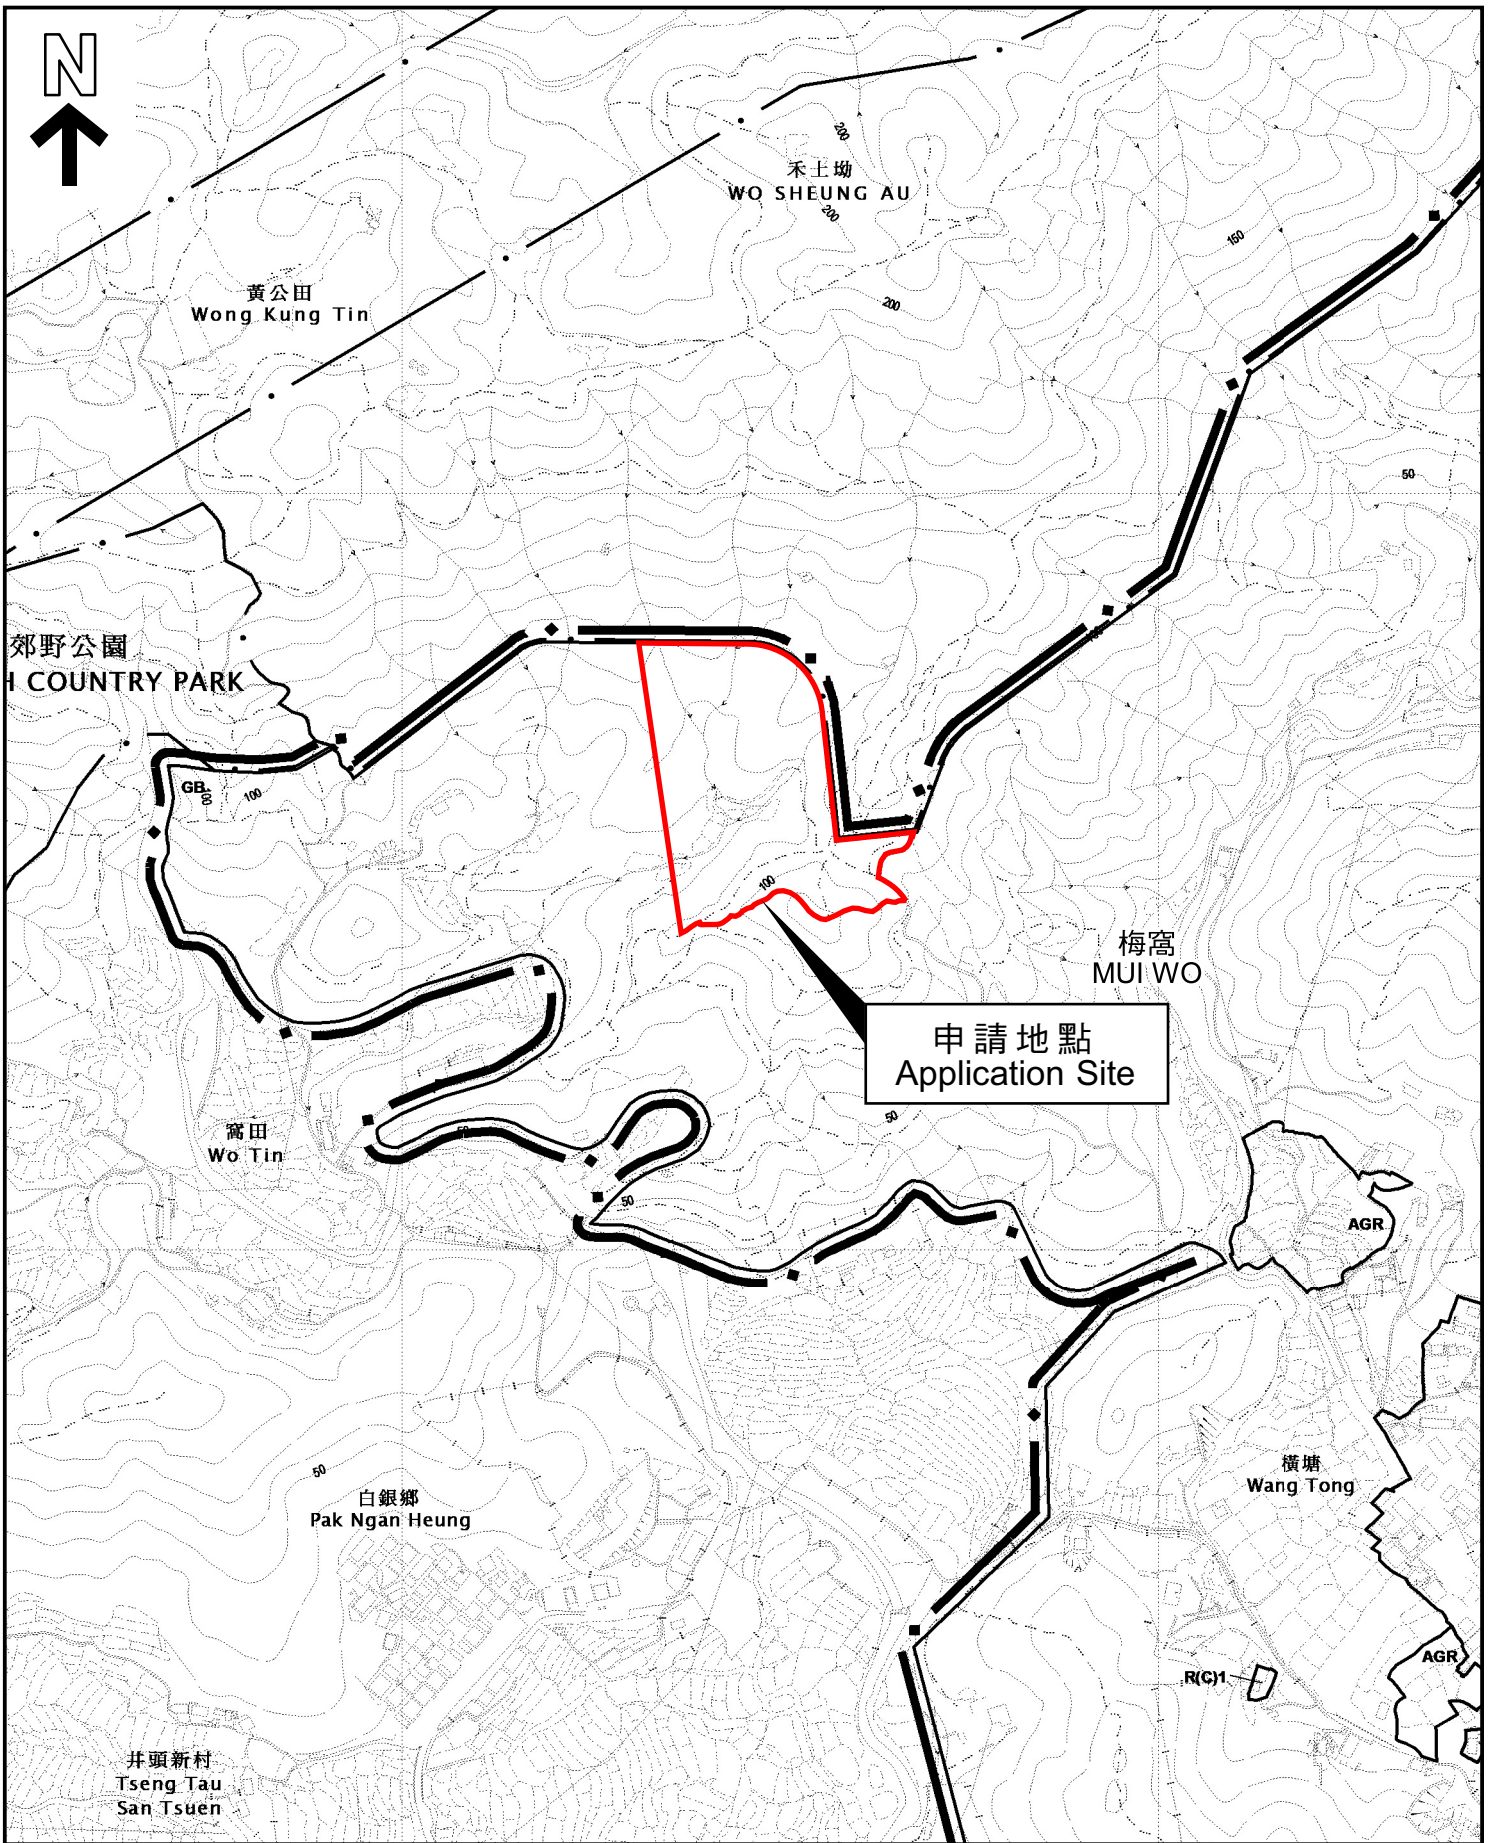 N
200
禾上坳
WO SHEUNG AU
200
150
黃公田
Wong Kung Tin
200
50
郊野公園
H COUNTRY PARK
GB
100
100
100
梅窩
MUI WO
申請地點
Application Site
50
窩田
Wo Tin
50
50
AGR
50
白銀鄉
Pak Ngan Heung
橫塘
Wang Tong
R(C)1
AGR
井頭新村
Tseng Tau
San Tsuen